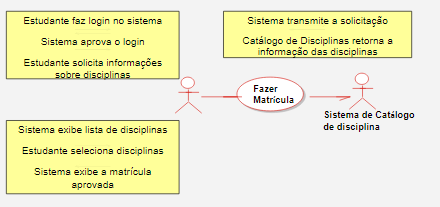 Estudante faz login no sistema
Sistema aprova o login
Estudante solicita informações
sobre disciplinas
Sistema transmite a solicitação
Catálogo de Disciplinas retorna a
informação das disciplinas
Fazer
Matrícula
Sistema de Catálogo
de disciplina
Sistema exibe lista de disciplinas
Estudante seleciona disciplinas
Sistema exibe a matrícula
aprovada